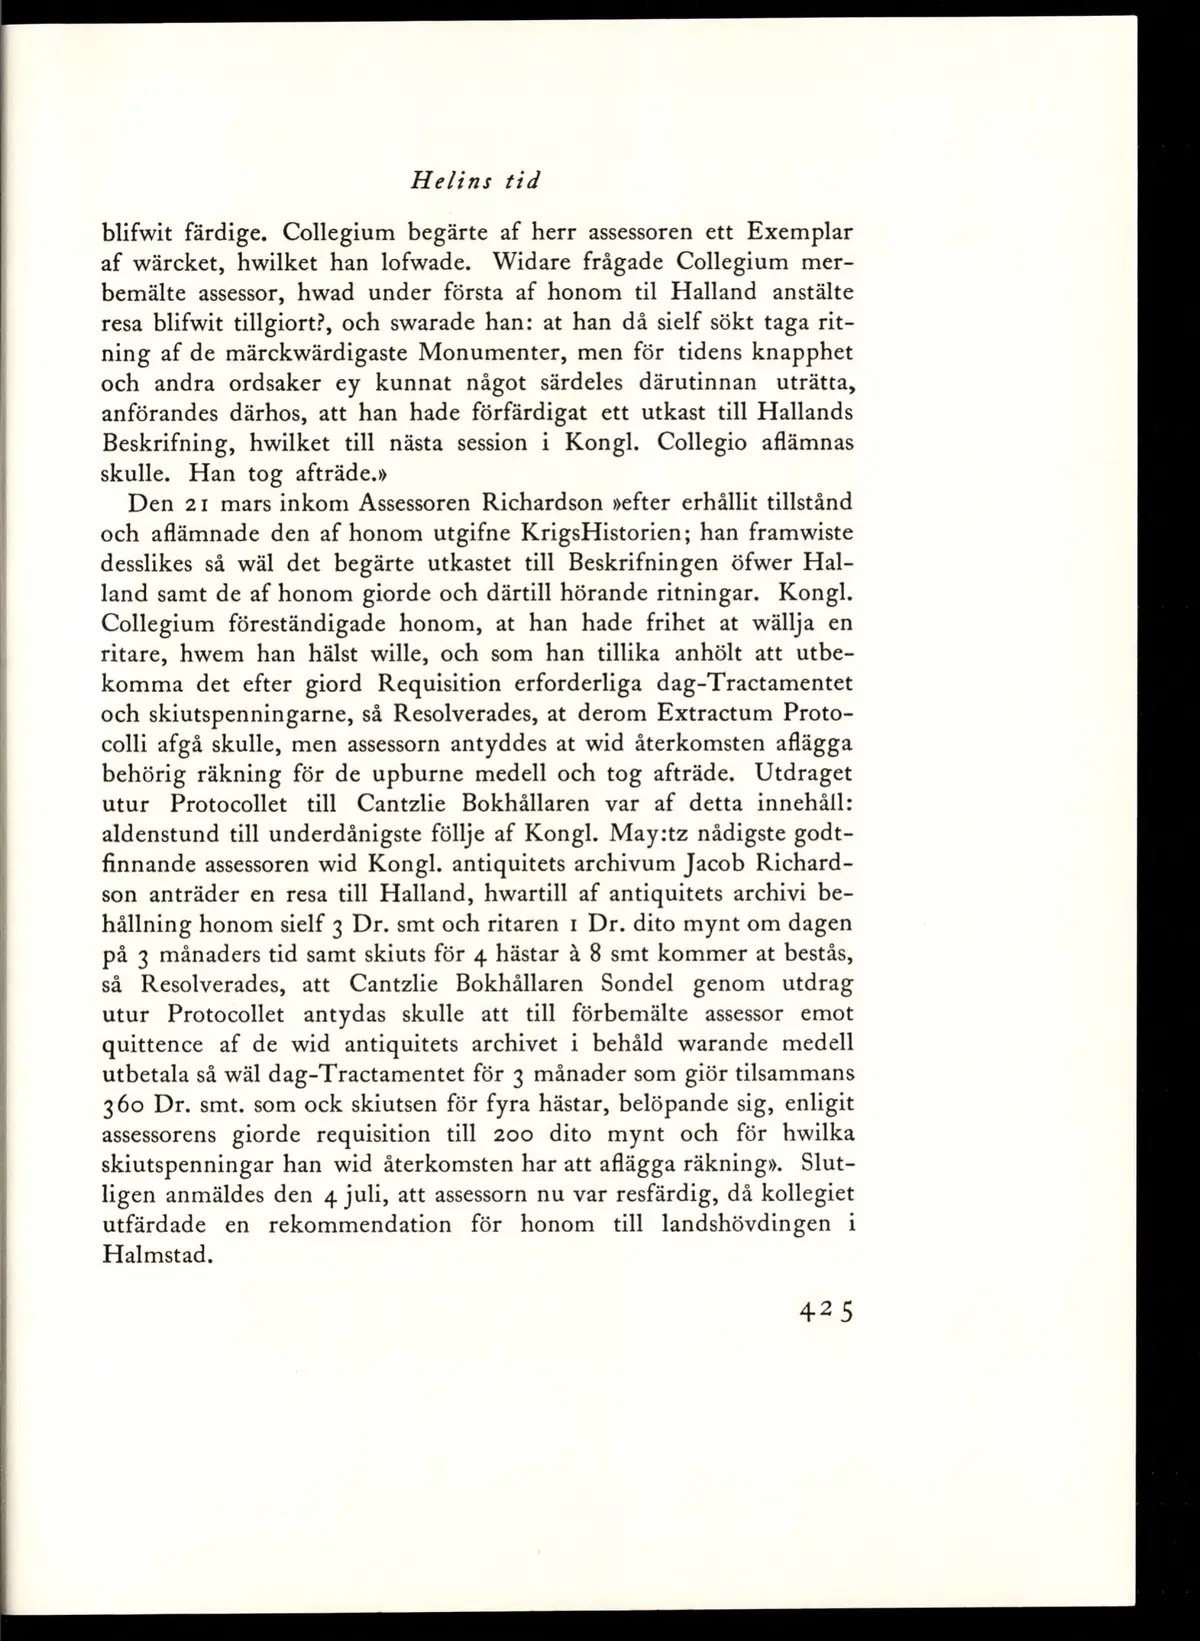 Helins tid
blifwit färdige. Collegium begärte af herr assessoren ett Exemplar
af wärcket, hwilket han lofwade. Widare frågade Collegium mer-
bemälte assessor, hwad under första af honom til Halland anstälte
resa blifwit tillgiort?, och swarade han: at han då sielf sökt taga rit-
ning af de märckwärdigaste Monumenter, men för tidens knapphet
och andra ordsaker ey kunnat något särdeles därutinnan uträtta,
anförandes därhos, att han hade förfärdigat ett utkast till Hallands
Beskrifning, hwilket till nästa session i Kongl. Collegio aflämnas
skulle. Han tog afträde.»
Den 21 mars inkom Assessoren Richardson »efter erhållit tillstånd
och aflämnade den af honom utgifne KrigsHistorien; han framwiste
desslikes så wäl det begärte utkastet till Beskrifningen öfwer Hal-
land samt de af honom giorde och därtill hörande ritningar. Kongl.
Collegium föreständigade honom, at han hade frihet at wällja en
ritare, hwem han hälst wille, och som han tillika anhölt att utbe-
komma det efter giord Requisition erforderliga dag-Tractamentet
och skiutspenningarne, så Resolverades, at derom Extractum Proto-
colli afgå skulle, men assessorn antyddes at wid återkomsten aflägga
behörig räkning för de upburne medell och tog afträde. Utdraget
utur Protocollet till Cantzlie Bokhållaren var af detta innehåll:
aldenstund till underdånigste föllje af Kongl. May:tz nådigste godt-
finnande assessoren wid Kongl. antiquitets archivum Jacob Richard-
son anträder en resa till Halland, hwartill af antiquitets archivi be-
hållning honom sielf 3 Dr. smt och ritaren 1 Dr. dito mynt om dagen
på 3 månaders tid samt skiuts för 4 hästar à 8 smt kommer at bestås,
så Resolverades, att Cantzlie Bokhållaren Sondel genom utdrag
utur Protocollet antydas skulle att till förbemälte assessor emot
quittence af de wid antiquitets archivet i behåld warande medell
utbetala så wäl dag-Tractamentet för 3 månader som giör tilsammans
360 Dr. smt. som ock skiutsen för fyra hästar, belöpande sig, enligit
assessorens giorde requisition till 200 dito mynt och för hwilka
skiutspenningar han wid återkomsten har att aflägga räkning». Slut-
ligen anmäldes den 4 juli, att assessorn nu var resfärdig, då kollegiet
utfärdade en rekommendation för honom till landshövdingen i
Halmstad.
425